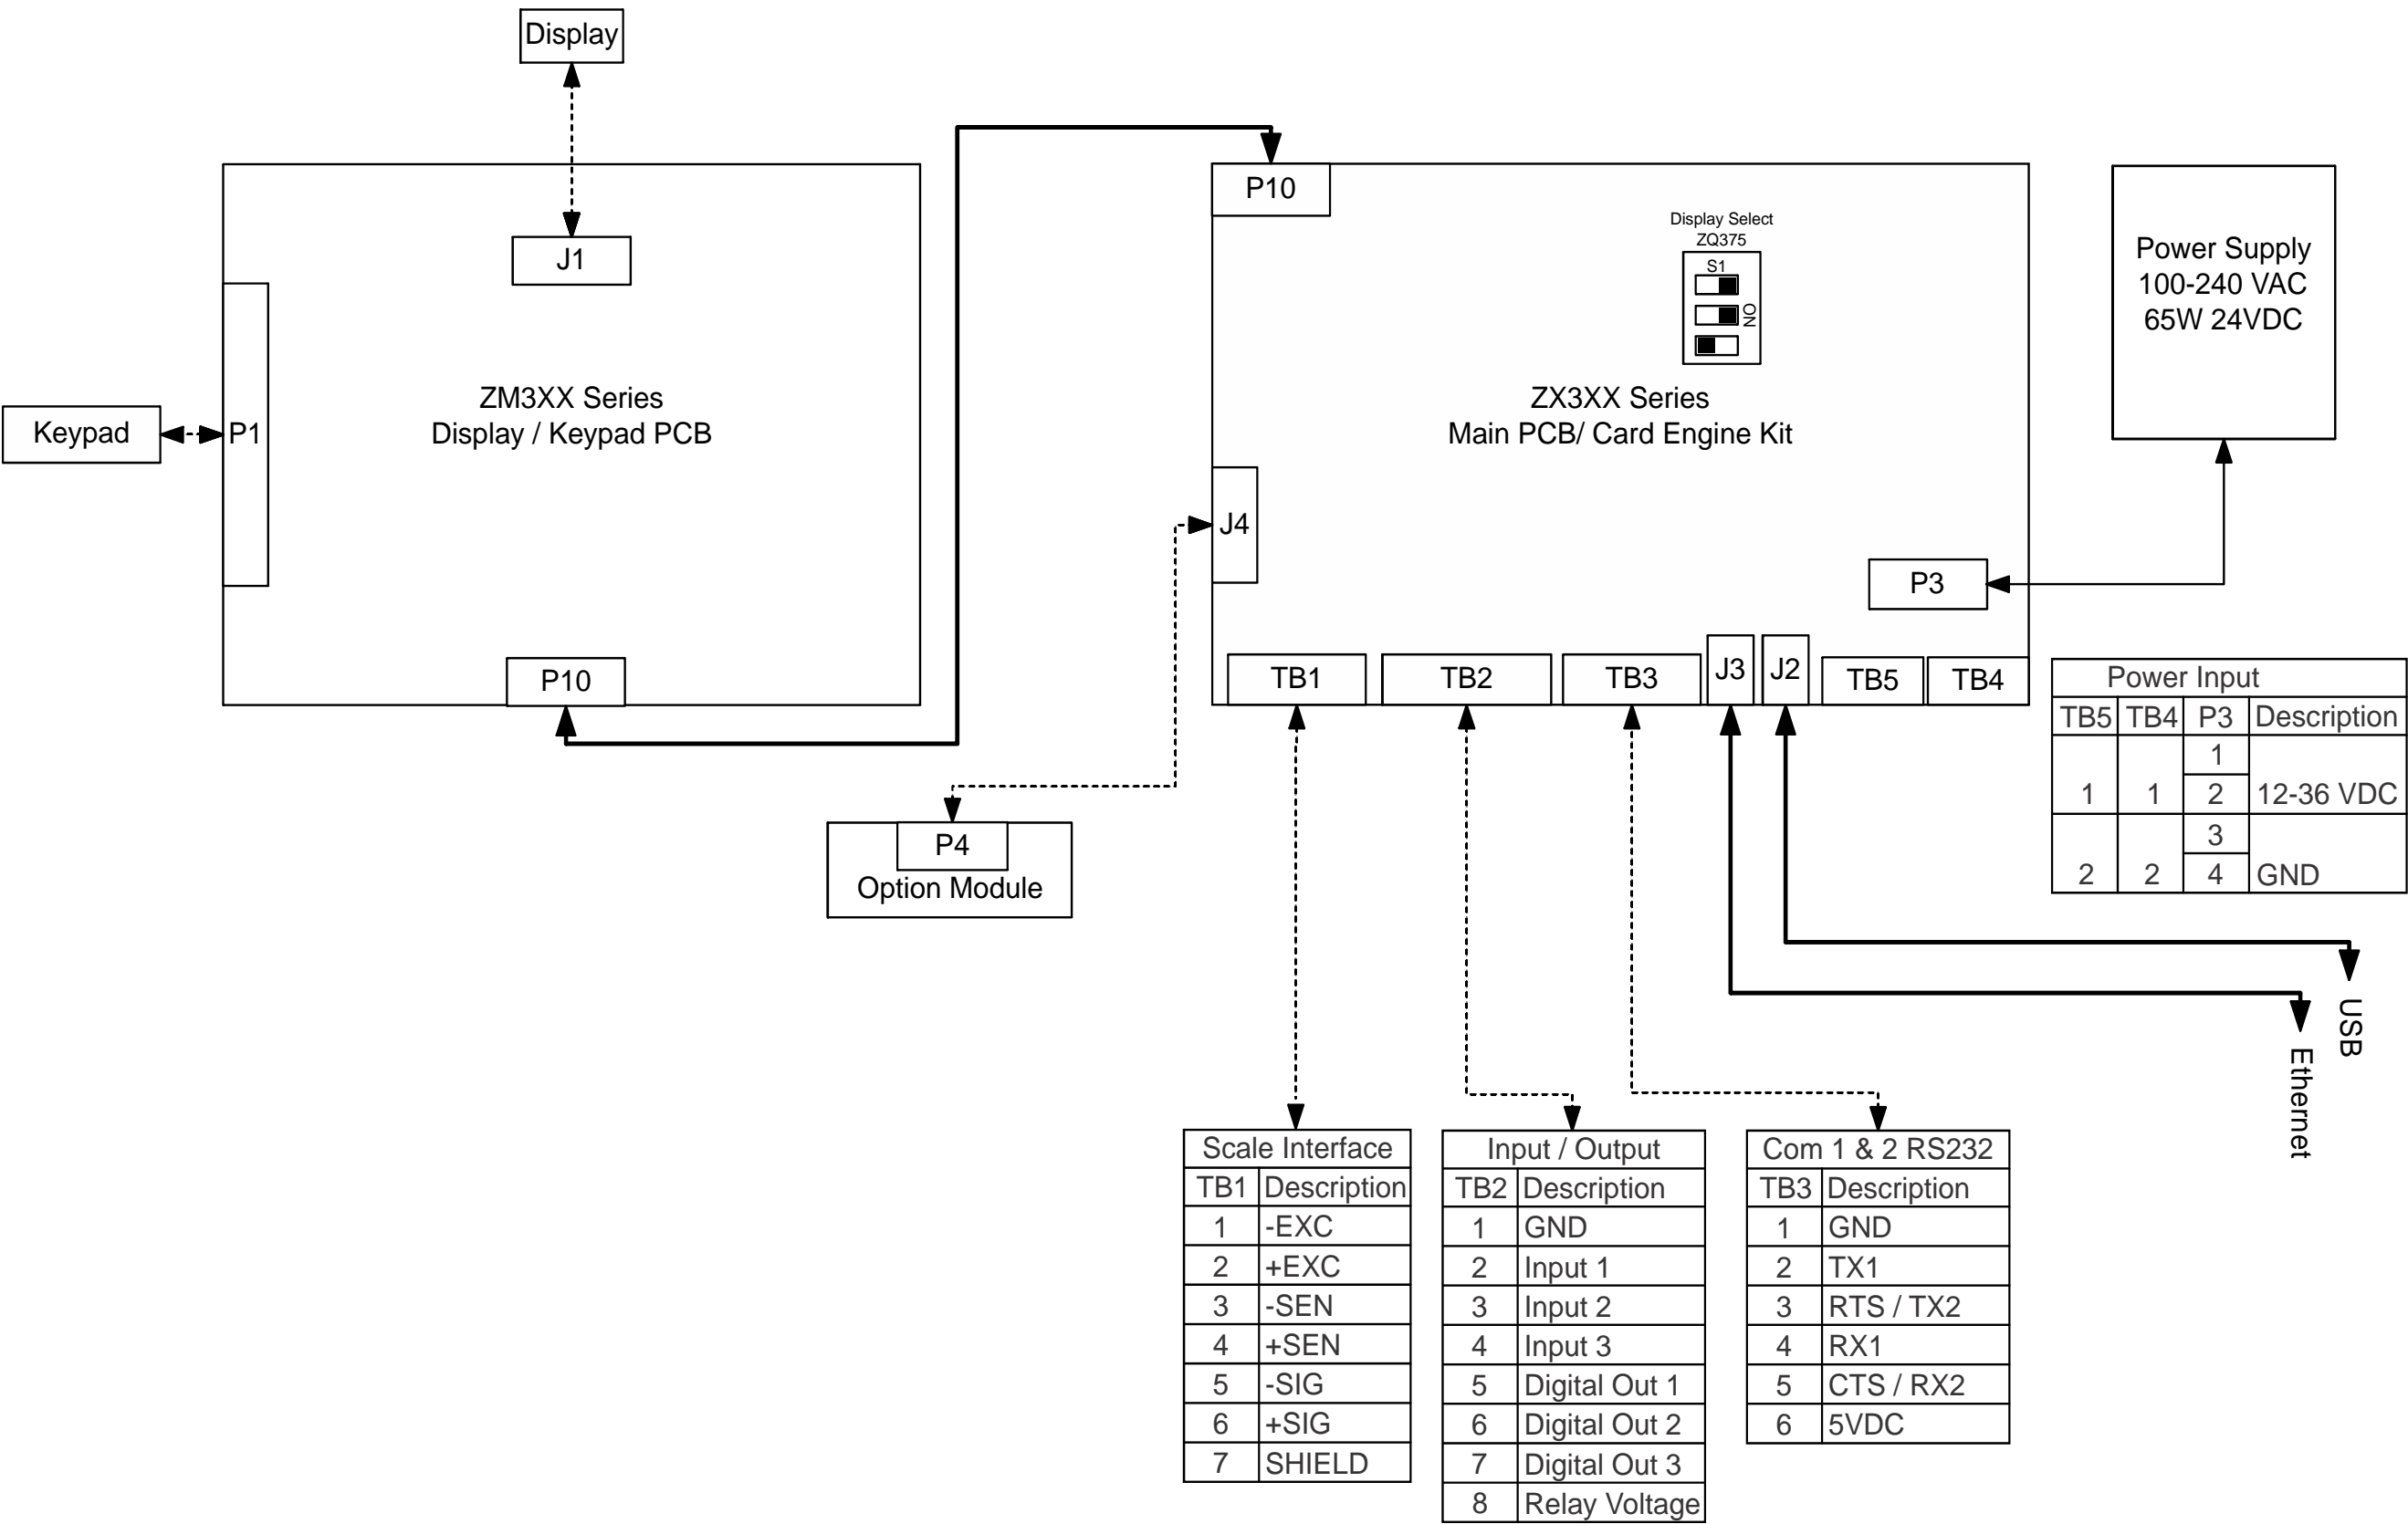 Display
J1
ZM3XX Series
Display / Keypad PCB
Keypad
P1
P10
P10
Display Select
ZQ375
S1
ON
ZX3XX Series
Main PCB/ Card Engine Kit
J4
P3
TB1
TB2
TB3
J3
J2
TB5
TB4
Power Supply
100-240 VAC
65W 24VDC
P4
Option Module
Power Input
TB5 TB4 P3 Description
1
1 1 2 12-36 VDC
3
2 2 4 GND
USB
Ethernet
Scale Interface
TB1 Description
1 -EXC
2 +EXC
3 -SEN
4 +SEN
5 -SIG
6 +SIG
7 SHIELD
Input / Output
TB2 Description
1 GND
2 Input 1
3 Input 2
4 Input 3
5 Digital Out 1
6 Digital Out 2
7 Digital Out 3
8 Relay Voltage
Com 1 & 2 RS232
TB3 Description
1 GND
2 TX1
3 RTS / TX2
4 RX1
5 CTS / RX2
6 5VDC